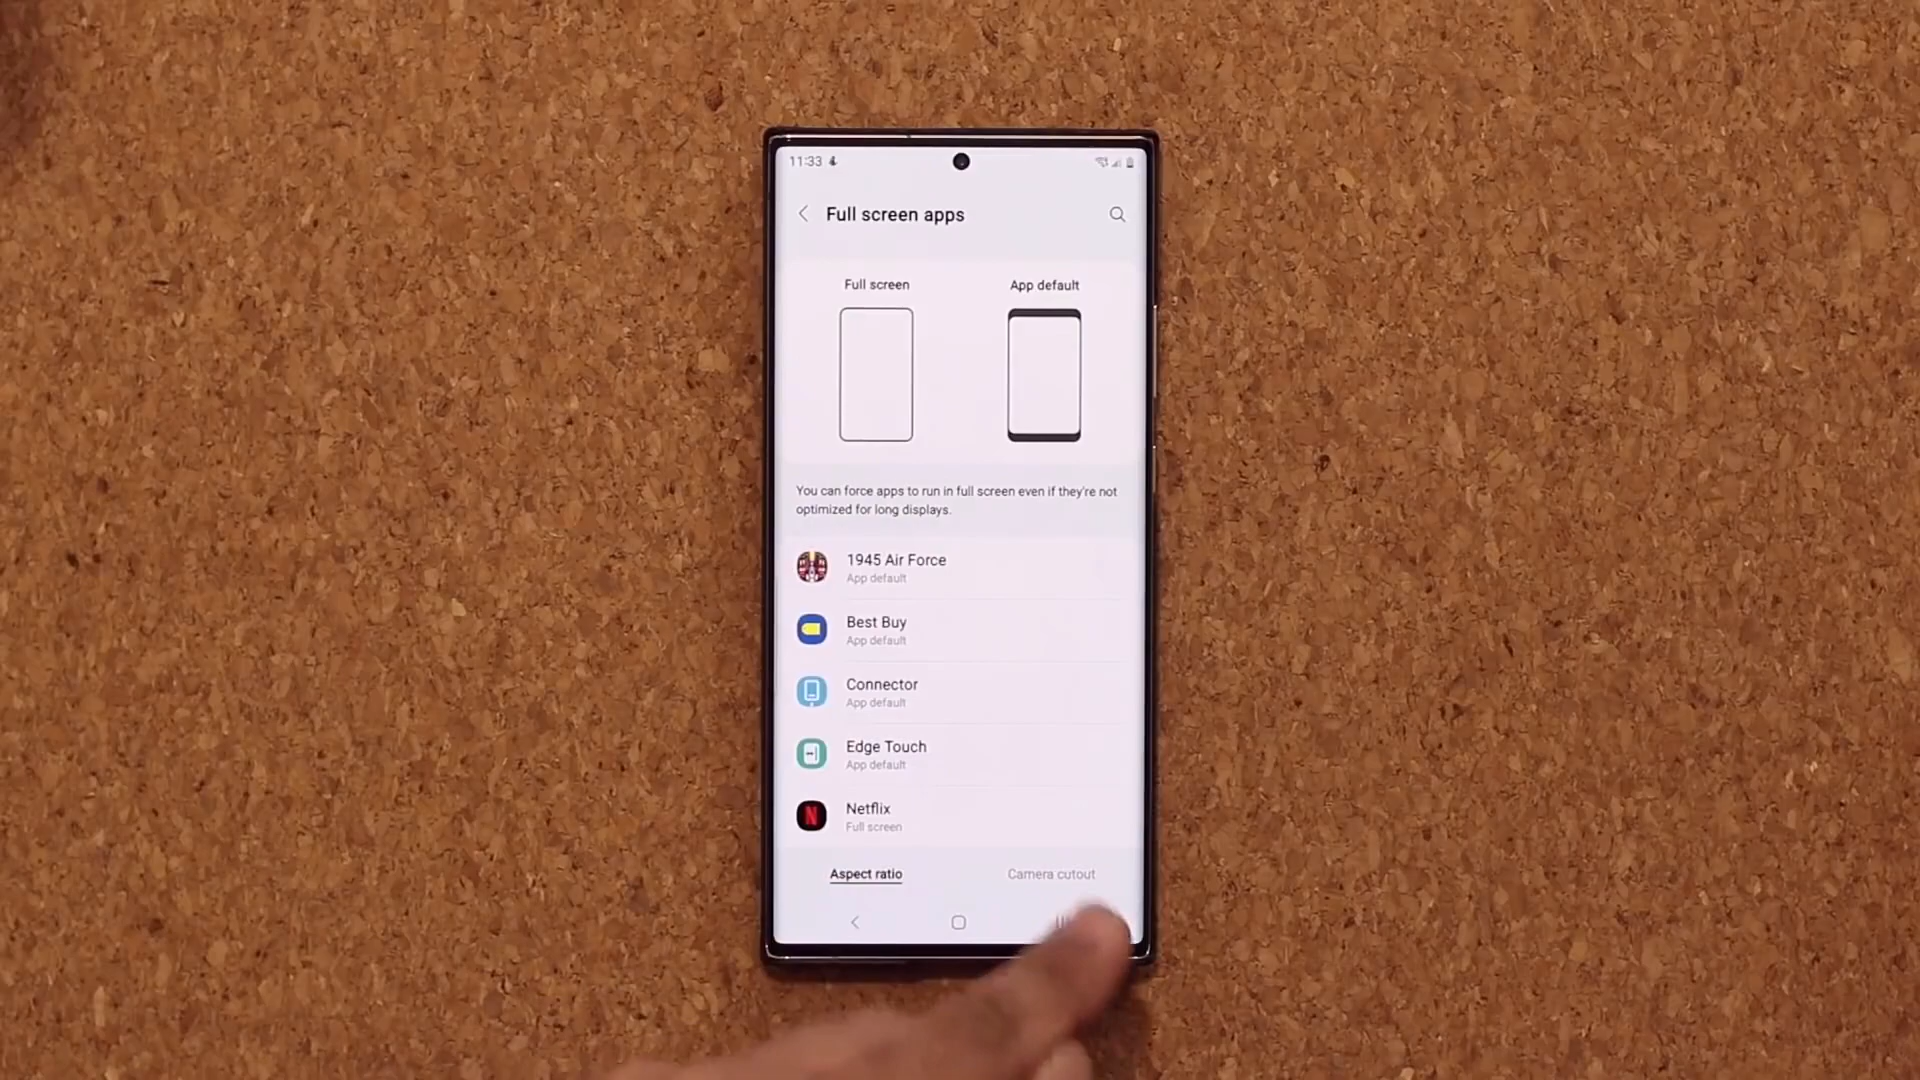 11:33
Full screen apps
Full screen
App default
You can force apps to run in full screen even if they're not
optimized for long displays.
1945 Air Force
App default
Best Buy
App default
Connector
App default
Edge Touch
App default
N
Netflix
Full screen
Aspect ratio
Camera cutout